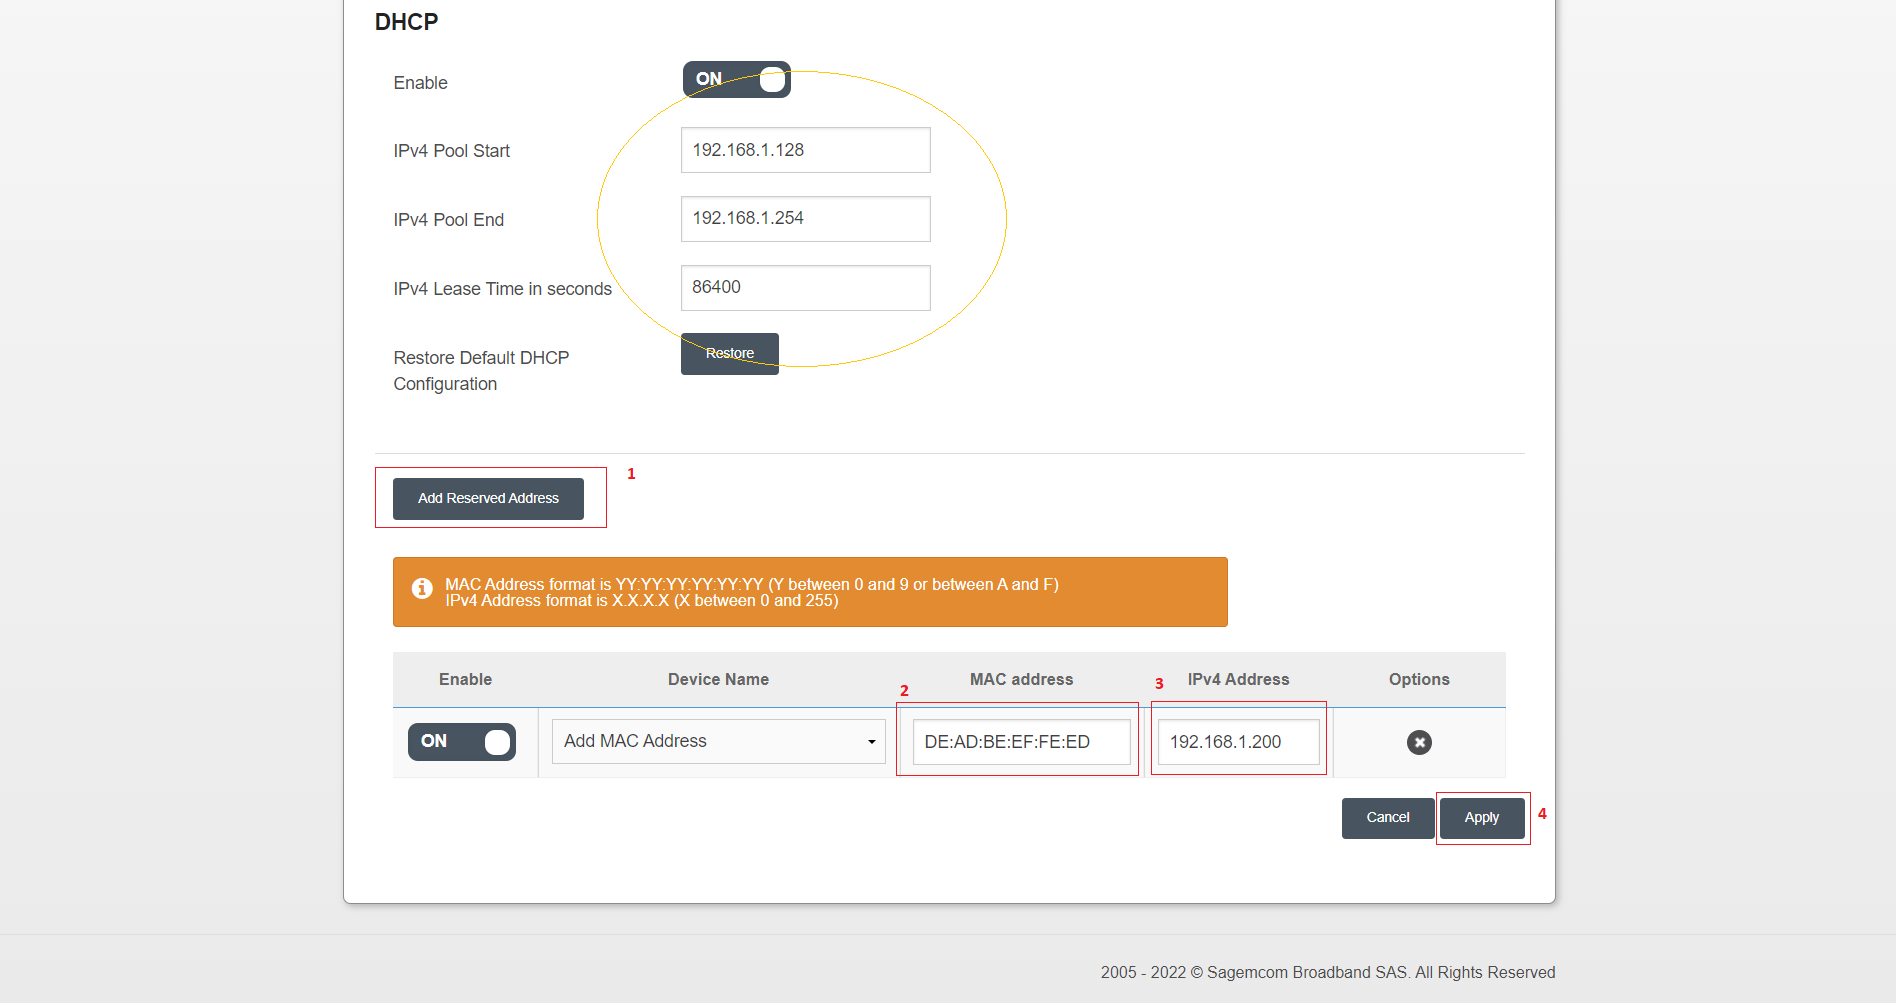 DHCP
Enable
ON
IPv4 Pool Start
192.168.1.128
IPv4 Pool End
192.168.1.254
IPv4 Lease Time in seconds
86400
Restore Default DHCP
Configuration
Restore
Add Reserved Address
1
MAC Address format is YY:YY:YY:YY:YY:YY (Y between 0 and 9 or between A and F)
IPv4 Address format is X.X.X.X (X between 0 and 255)
Enable Device Name MAC address IPv4 Address Options
2
3
ON Add MAC Address DE:AD:BE:EF:FE:ED 192.168.1.200
Cancel Apply
4
2005 - 2022 © Sagemcom Broadband SAS. All Rights Reserved